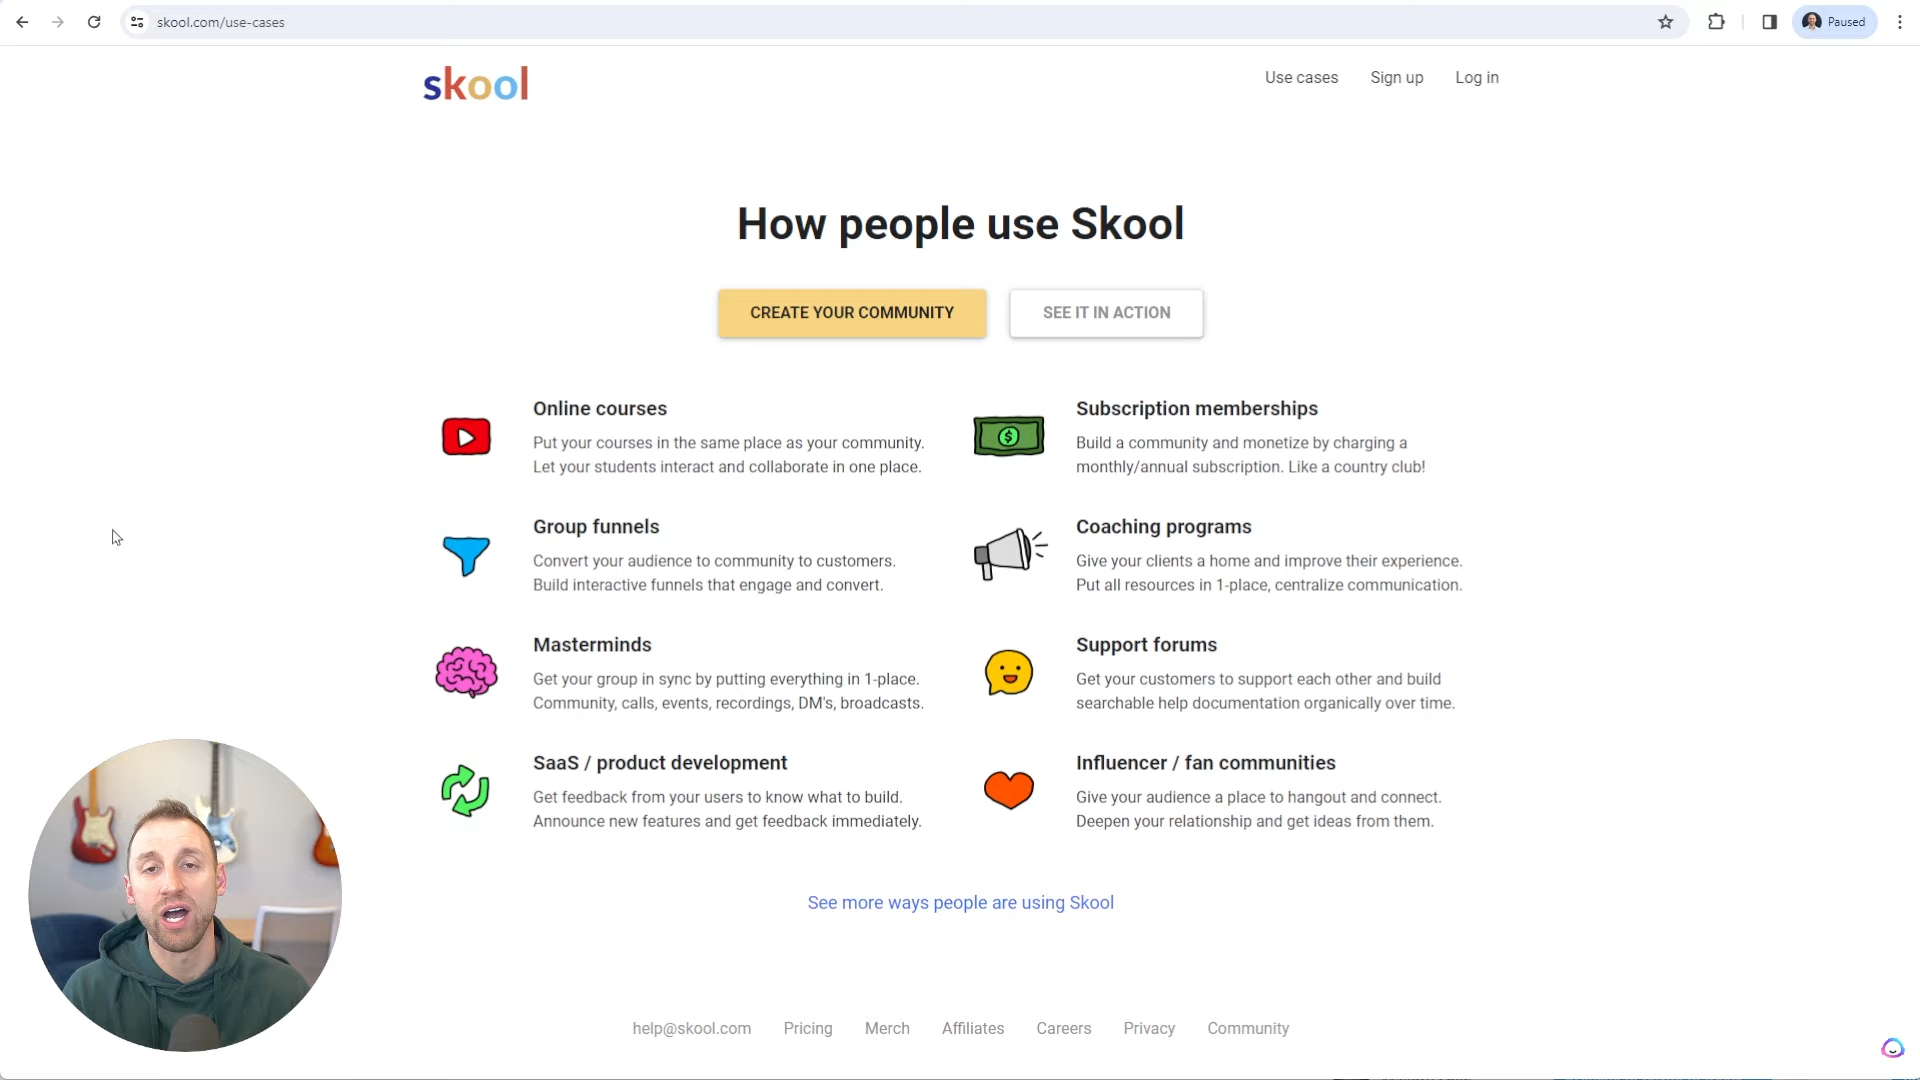 skool.com/use-cases
Paused
skool
Use cases
Sign up
Log in
How people use Skool
CREATE YOUR COMMUNITY
SEE IT IN ACTION
Online courses
Put your courses in the same place as your community.
Let your students interact and collaborate in one place.
Subscription memberships
Build a community and monetize by charging a
monthly/annual subscription. Like a country club!
Group funnels
Convert your audience to community to customers.
Build interactive funnels that engage and convert.
Coaching programs
Give your clients a home and improve their experience.
Put all resources in 1-place, centralize communication.
Masterminds
Get your group in sync by putting everything in 1-place.
Community, calls, events, recordings, DM's, broadcasts.
Support forums
Get your customers to support each other and build
searchable help documentation organically over time.
SaaS / product development
Get feedback from your users to know what to build.
Announce new features and get feedback immediately.
Influencer / fan communities
Give your audience a place to hangout and connect.
Deepen your relationship and get ideas from them.
See more ways people are using Skool
help@skool.com
Pricing
Merch
Affiliates
Careers
Privacy
Community